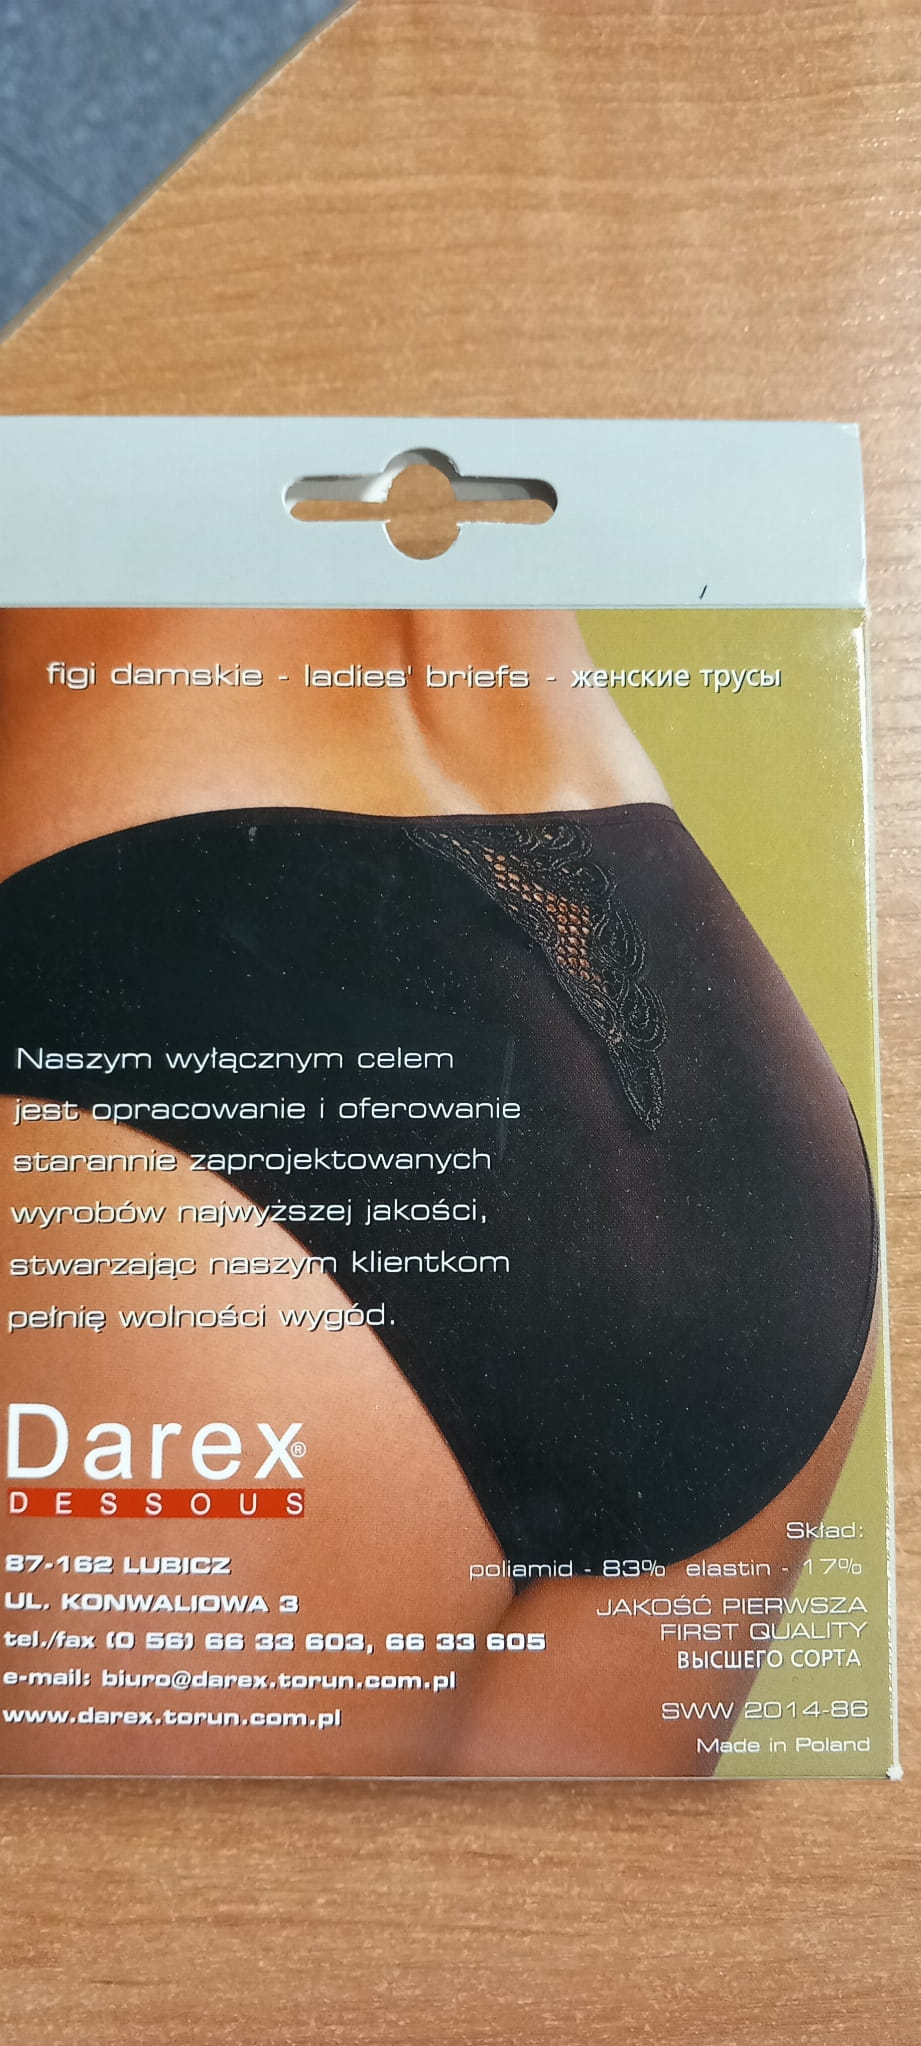 figi damskie - ladies' briefs - женские трусы
Naszym wyłącznym celem
jest opracowanie i oferowanie
starannie zaprojektowanych
wyrobów najwyższej jakości,
stwarzając naszym klientkom
pełnię wolności wygód.
Darex®
DESSOUS
87-162 LUBICZ
UL. KONWALIOWA 3
tel./fax (0 56) 66 33 603, 66 33 605
e-mail: biuro@darex.torun.com.pl
www.darex.torun.com.pl
Skład:
poliamid - 83% elastin - 17%
JAKOŚĆ PIERWSZA
FIRST QUALITY
ВЫСШЕГО СОРТА
SWW 2014-86
Made in Poland